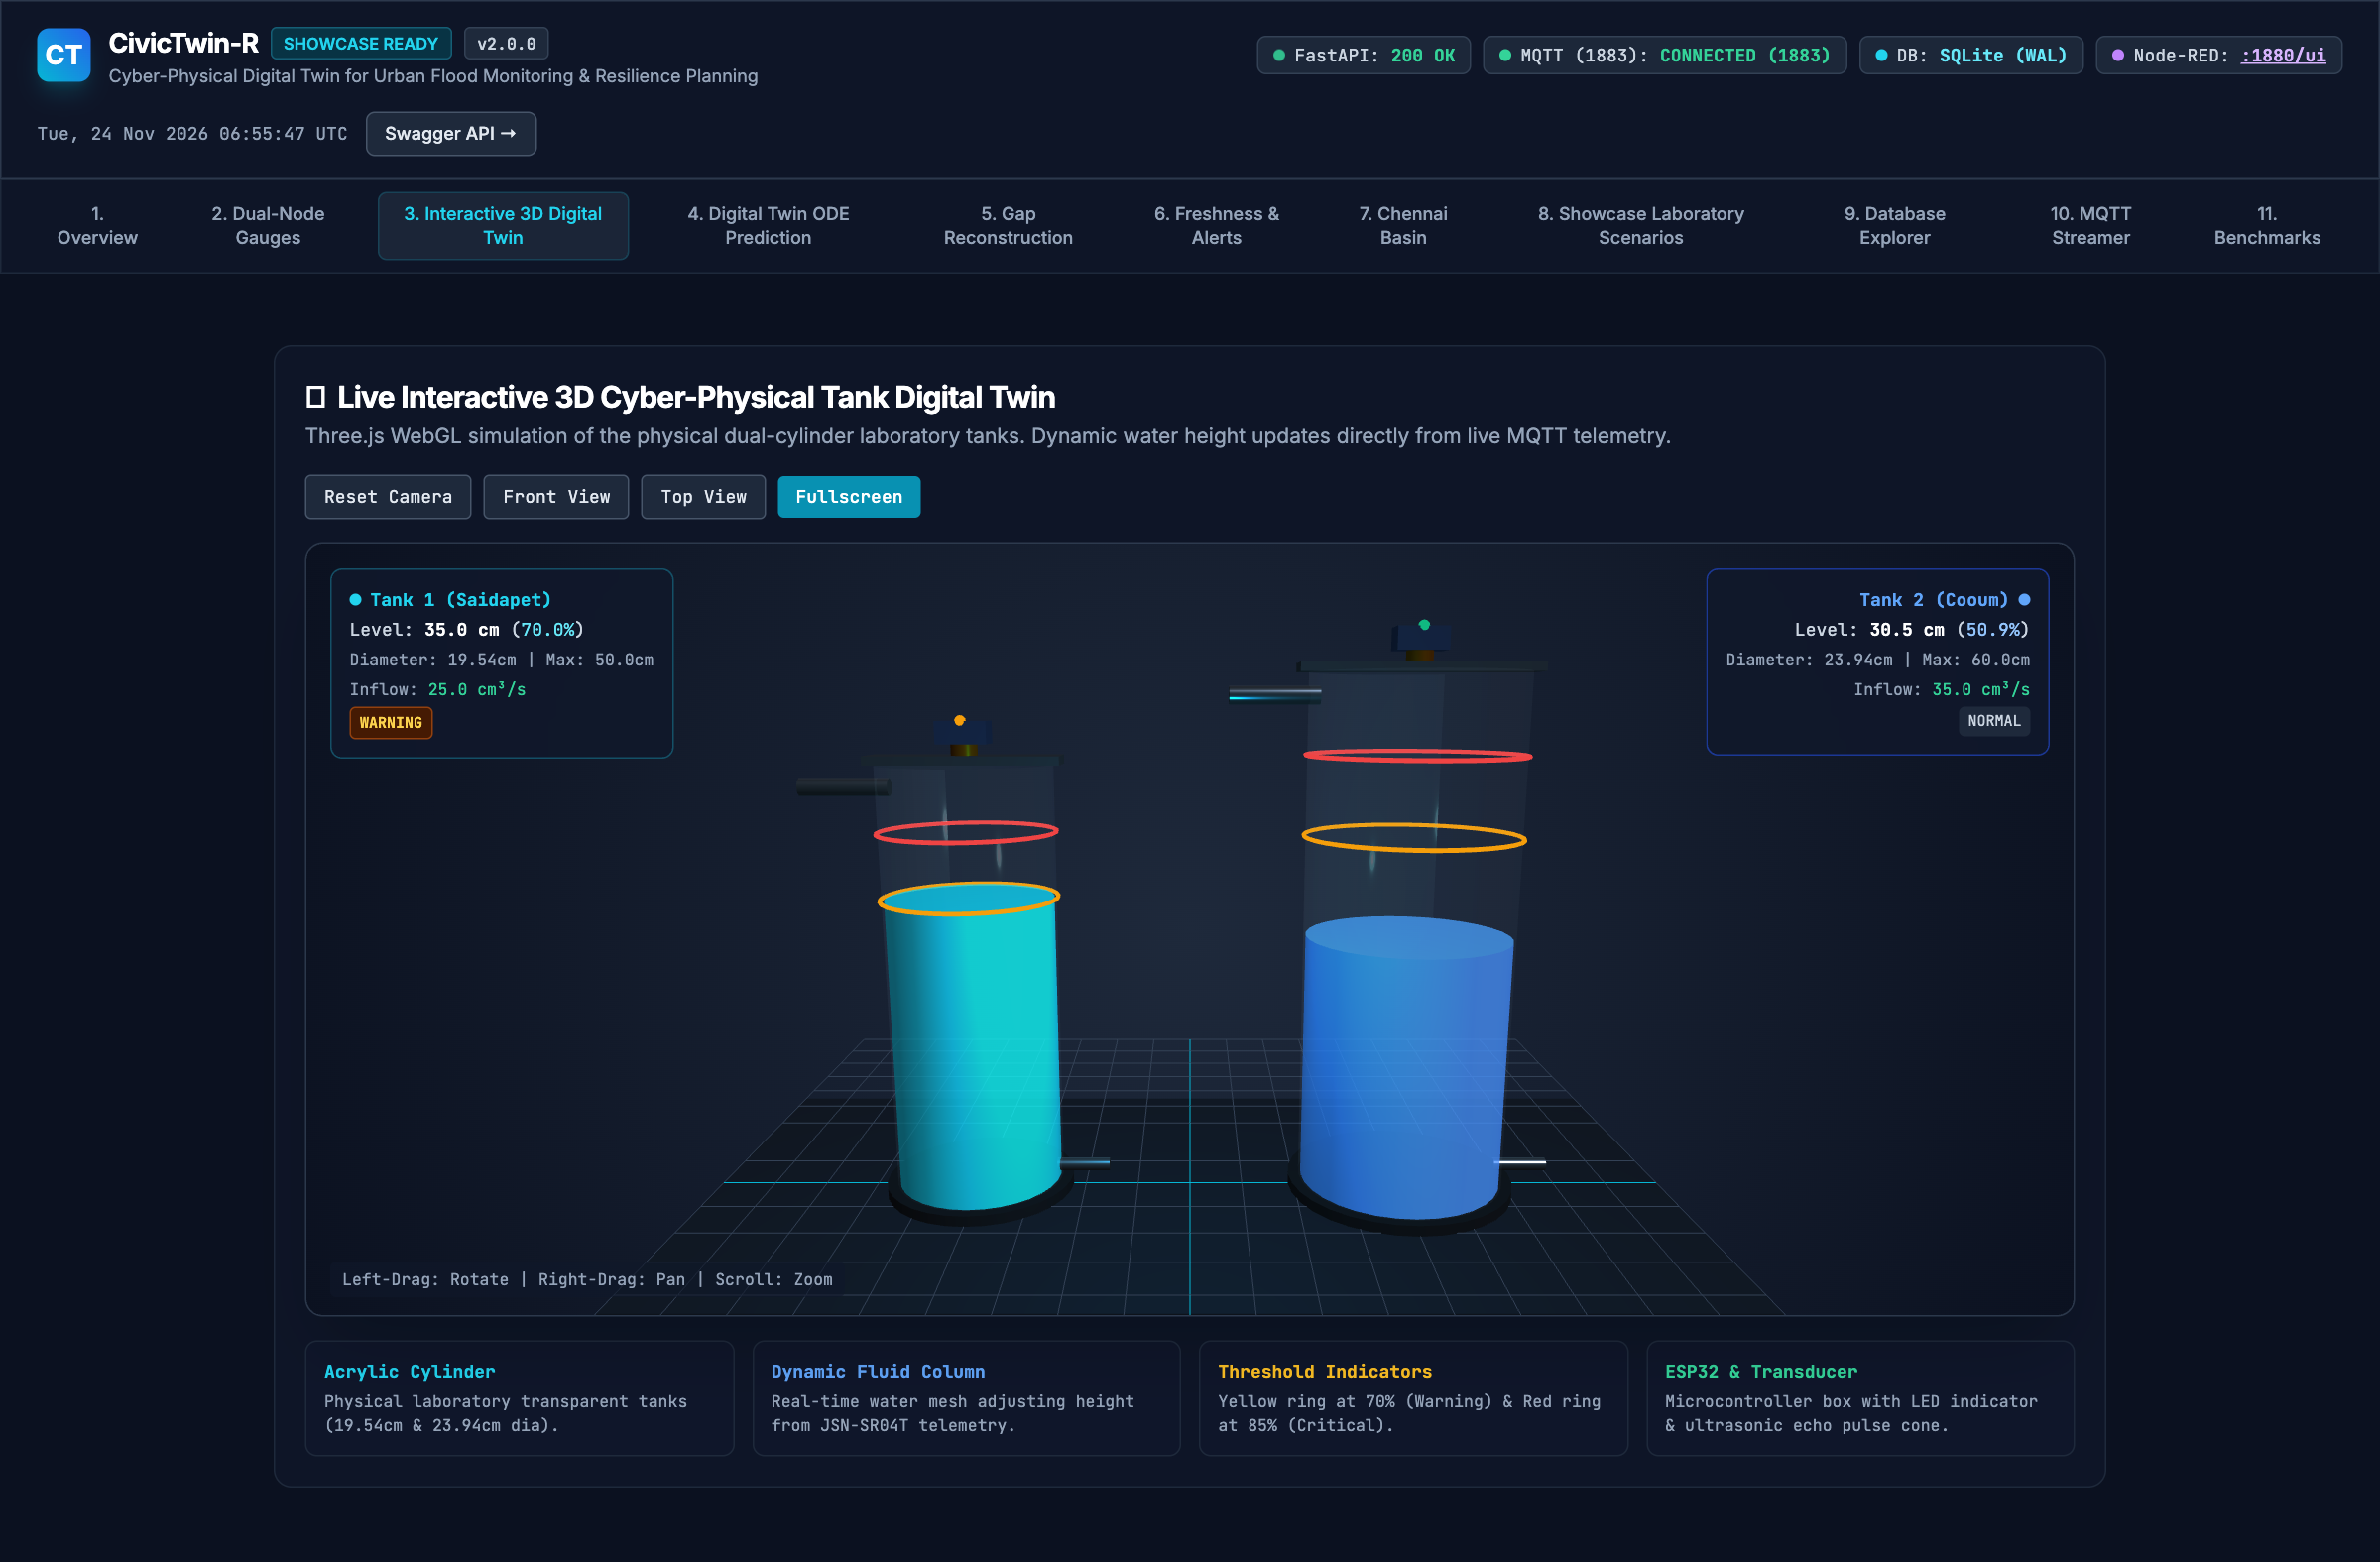 CT
CivicTwin-R
SHOWCASE READY
v2.0.0
Cyber-Physical Digital Twin for Urban Flood Monitoring & Resilience Planning
FastAPI: 200 OK
MQTT (1883): CONNECTED (1883)
DB: SQLite (WAL)
Node-RED: :1880/ui
Tue, 24 Nov 2026 06:55:47 UTC
Swagger API →
1.
Overview
2. Dual-Node
Gauges
3. Interactive 3D Digital
Twin
4. Digital Twin ODE
Prediction
5. Gap
Reconstruction
6. Freshness &
Alerts
7. Chennai
Basin
8. Showcase Laboratory
Scenarios
9. Database
Explorer
10. MQTT
Streamer
11.
Benchmarks
Live Interactive 3D Cyber-Physical Tank Digital Twin
Three.js WebGL simulation of the physical dual-cylinder laboratory tanks. Dynamic water height updates directly from live MQTT telemetry.
Reset Camera
Front View
Top View
Fullscreen
Tank 1 (Saidapet)
Level: 35.0 cm (70.0%)
Diameter: 19.54cm | Max: 50.0cm
Inflow: 25.0 cm³/s
WARNING
Tank 2 (Cooum)
Level: 30.5 cm (50.9%)
Diameter: 23.94cm | Max: 60.0cm
Inflow: 35.0 cm³/s
NORMAL
Left-Drag: Rotate | Right-Drag: Pan | Scroll: Zoom
Acrylic Cylinder
Physical laboratory transparent tanks
(19.54cm & 23.94cm dia).
Dynamic Fluid Column
Real-time water mesh adjusting height
from JSN-SR04T telemetry.
Threshold Indicators
Yellow ring at 70% (Warning) & Red ring
at 85% (Critical).
ESP32 & Transducer
Microcontroller box with LED indicator
& ultrasonic echo pulse cone.